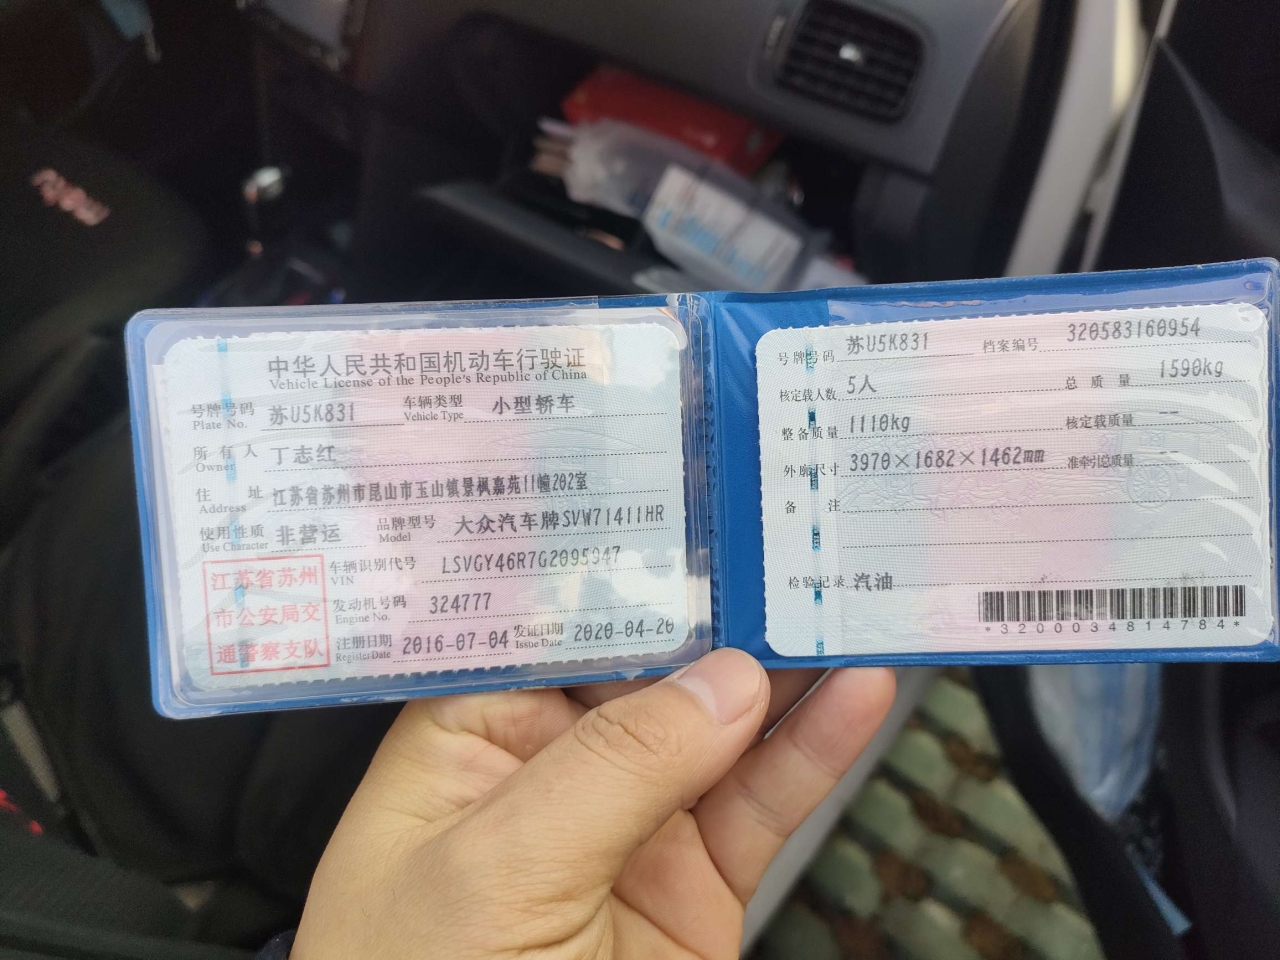 中华人民共和国机动车行驶证
Vehicle License of the People's Republic of China
号牌号码 苏U5K831 车辆类型 小型轿车
Plate No. Vehicle Type
所有人 丁志红
Owner
住址 江苏省苏州市昆山市玉山镇景枫嘉苑11幢202室
Address
使用性质 非营运 品牌型号 大众汽车牌SVW71411HR
Use Character Model
车辆识别代号 LSVGY46R7G2095947
VIN
发动机号码 324777
Engine No.
注册日期 2016-07-04 发证日期 2020-04-20
Register Date Issue Date
江苏省苏州
市公安局交
通警察支队
号牌号码 苏U5K831 档案编号 320583160954
核定载人数 5人 总质量 1590kg
整备质量 1110kg 核定载质量 --
外廓尺寸 3970×1682×1462mm 准牵引总质量 --
备注
检验记录 汽油
*3200034814784*